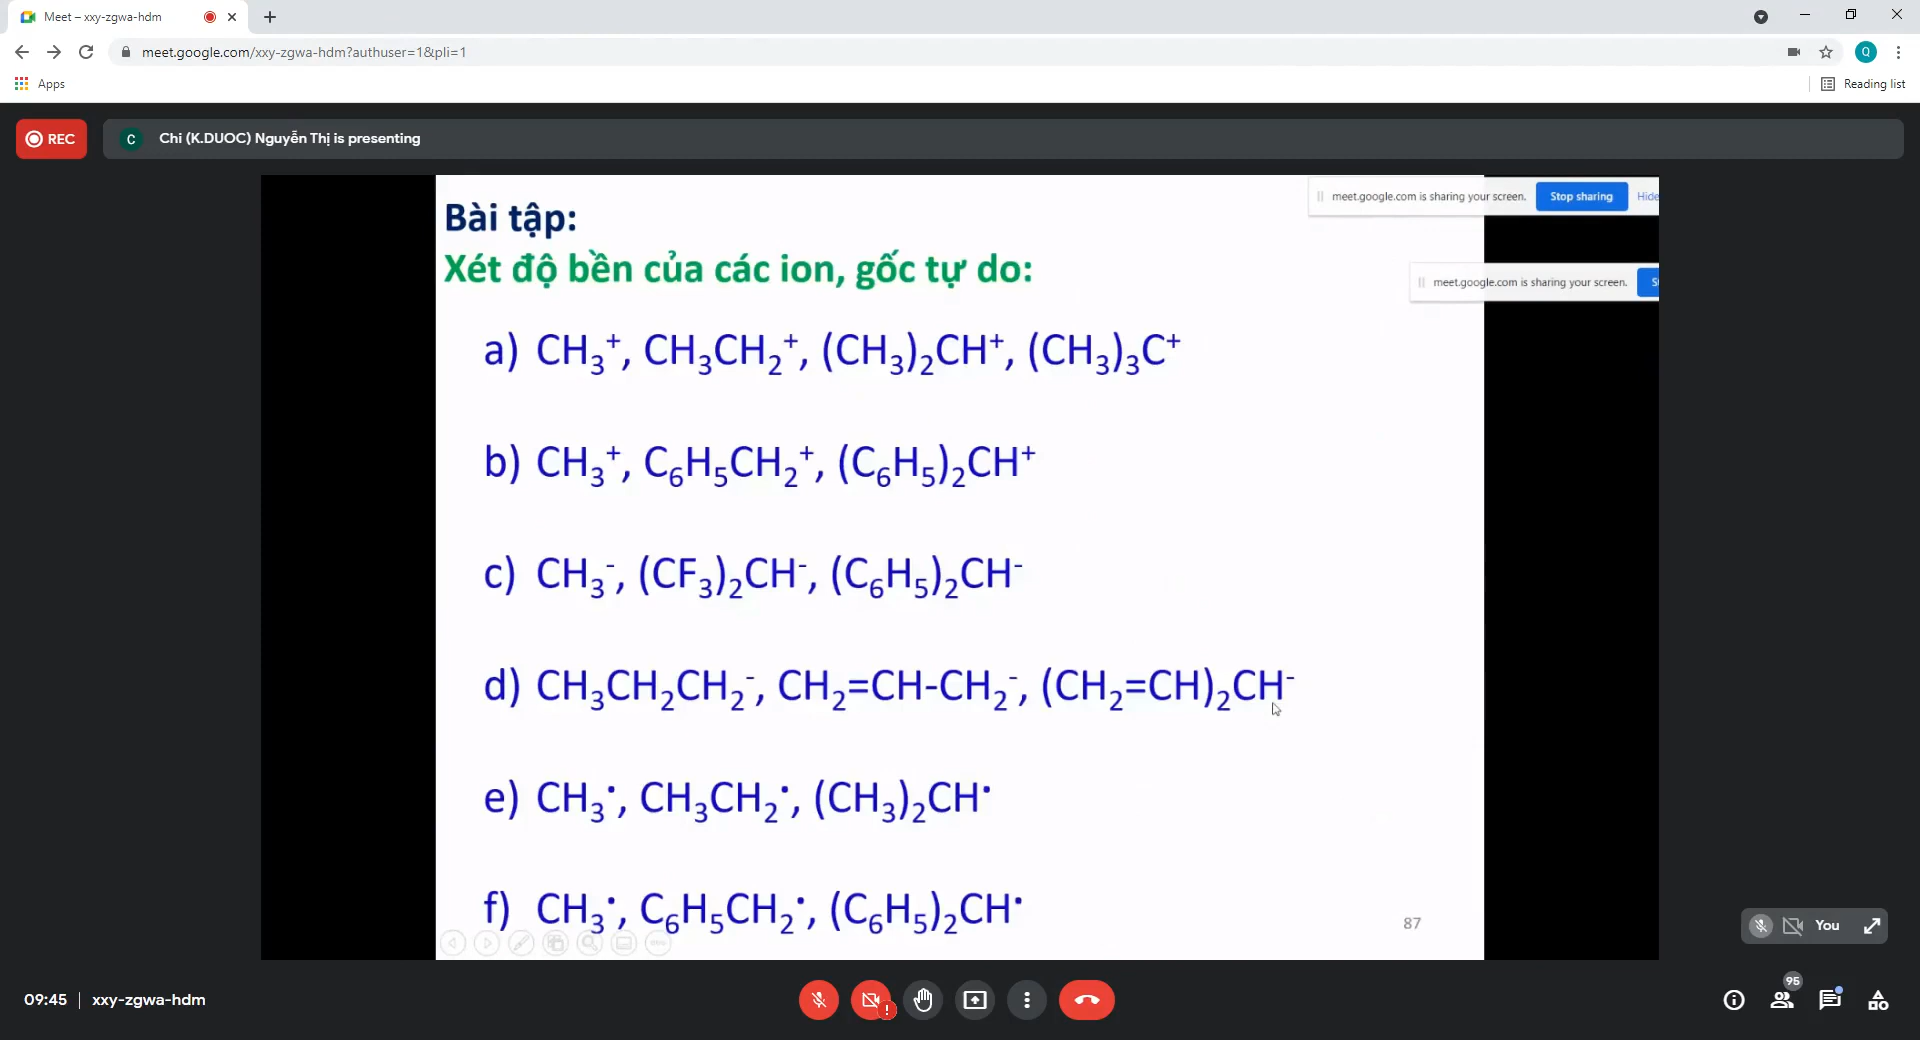 Meet – xxy-zgwa-hdm
meet.google.com/xxy-zgwa-hdm?authuser=1&pli=1
Q
Apps
Reading list
REC
C
Chi (K.DUOC) Nguyễn Thị is presenting
meet.google.com is sharing your screen. Stop sharing Hide
meet.google.com is sharing your screen. S
Bài tập:
Xét độ bền của các ion, gốc tự do:
a) CH₃⁺, CH₃CH₂⁺, (CH₃)₂CH⁺, (CH₃)₃C⁺
b) CH₃⁺, C₆H₅CH₂⁺, (C₆H₅)₂CH⁺
c) CH₃⁻, (CF₃)₂CH⁻, (C₆H₅)₂CH⁻
d) CH₃CH₂CH₂⁻, CH₂=CH-CH₂⁻, (CH₂=CH)₂CH⁻
e) CH₃•, CH₃CH₂•, (CH₃)₂CH•
f) CH₃•, C₆H₅CH₂•, (C₆H₅)₂CH•
87
You
09:45 | xxy-zgwa-hdm
95